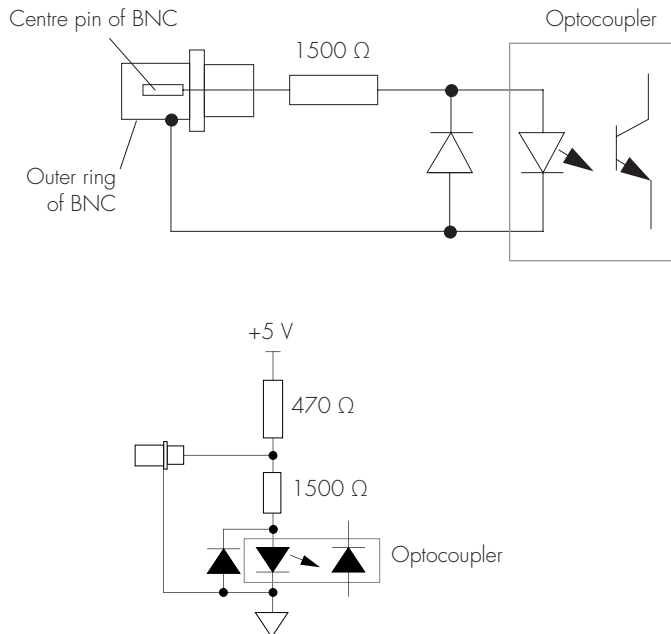 Centre pin of BNC
Optocoupler
1500 Ω
Outer ring
of BNC
+5 V
470 Ω
1500 Ω
Optocoupler